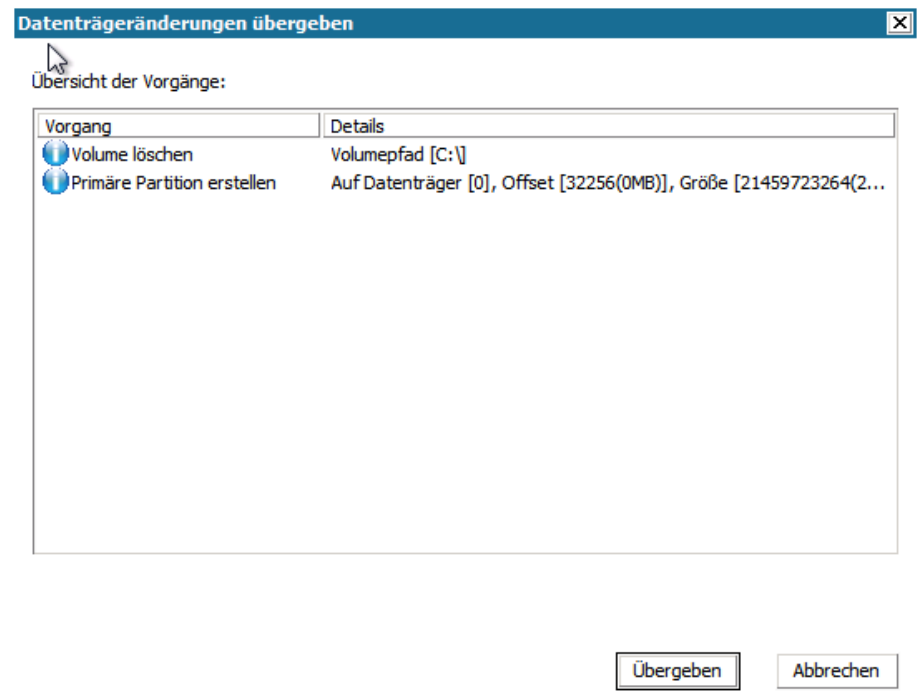 Datenträgeränderungen übergeben
Übersicht der Vorgänge:
Vorgang Details
Volume löschen Volumepfad [C:\]
Primäre Partition erstellen Auf Datenträger [0], Offset [32256(0MB)], Größe [21459723264(2...
Übergeben Abbrechen